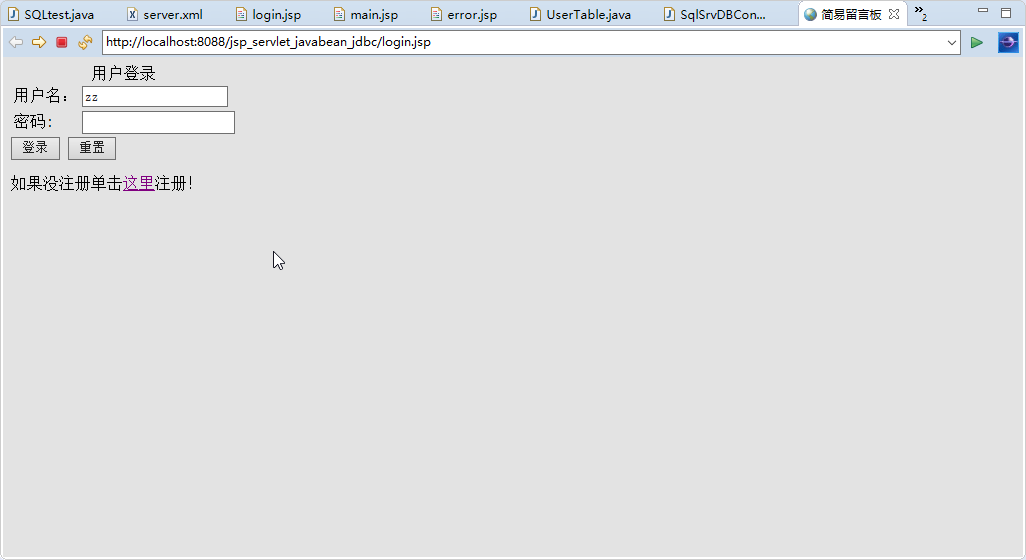 SQLtest.java server.xml login.jsp main.jsp error.jsp UserTable.java SqlSrvDBCon... 简易留言板 »2
http://localhost:8088/jsp_servlet_javabean_jdbc/login.jsp
用户登录
用户名： zz
密码：
登录 重置
如果没注册单击这里注册！